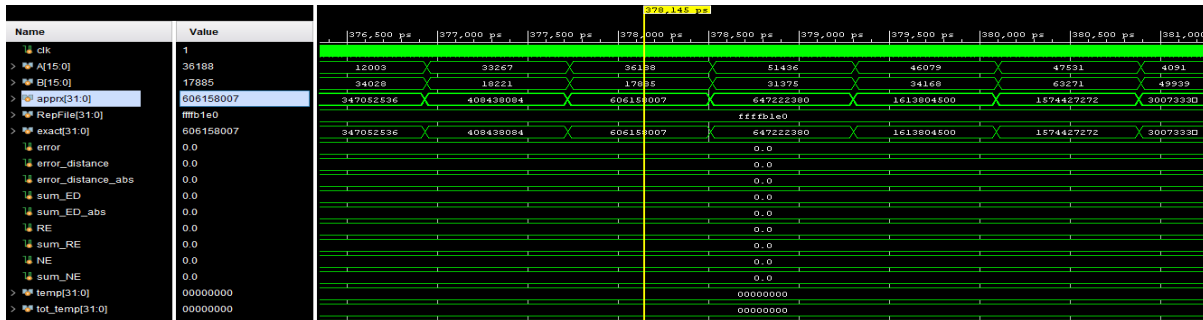 378,145 ps
Name Value 376,500 ps 377,000 ps 377,500 ps 378,000 ps 378,500 ps 379,000 ps 379,500 ps 380,000 ps 380,500 ps 381,000
clk 1
A[15:0] 36188 12003 33267 36188 51436 46079 47531 4091
B[15:0] 17885 34028 18221 17885 31375 34168 63271 49939
apprx[31:0] 606158007 347052536 408438084 606158007 647222380 1613804500 1574427272 3007333
RepFile[31:0] ffffb1e0 ffffb1e0
exact[31:0] 606158007 347052536 408438084 606158007 647222380 1613804500 1574427272 3007333
error 0.0 0.0
error_distance 0.0 0.0
error_distance_abs 0.0 0.0
sum_ED 0.0 0.0
sum_ED_abs 0.0 0.0
RE 0.0 0.0
sum_RE 0.0 0.0
NE 0.0 0.0
sum_NE 0.0 0.0
temp[31:0] 00000000 00000000
tot_temp[31:0] 00000000 00000000